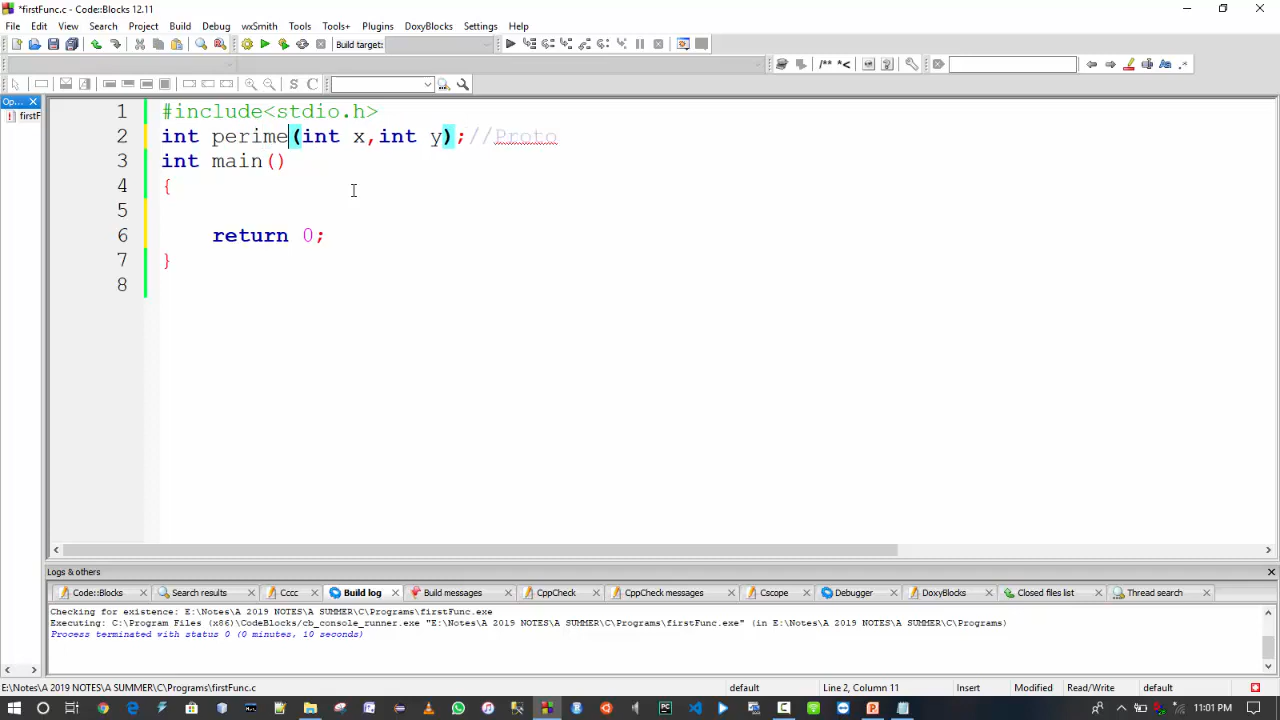 *firstFunc.c - Code::Blocks 12.11
File Edit View Search Project Build Debug wxSmith Tools Tools+ Plugins DoxyBlocks Settings Help
Build target:
/** *<
S C
Aa .*
Op...
firstF
1 #include<stdio.h>
2 int perime(int x,int y);//Proto
3 int main()
4 {
5
6 return 0;
7 }
8
Logs & others
Code::Blocks Search results Cccc Build log Build messages CppCheck CppCheck messages Cscope Debugger DoxyBlocks Closed files list Thread search
Checking for existence: E:\Notes\A 2019 NOTES\A SUMMER\C\Programs\firstFunc.exe
Executing: C:\Program Files (x86)\CodeBlocks/cb_console_runner.exe "E:\Notes\A 2019 NOTES\A SUMMER\C\Programs\firstFunc.exe" (in E:\Notes\A 2019 NOTES\A SUMMER\C\Programs)
Process terminated with status 0 (0 minutes, 10 seconds)
E:\Notes\A 2019 NOTES\A SUMMER\C\Programs\firstFunc.c default Line 2, Column 11 Insert Modified Read/Write default
11:01 PM